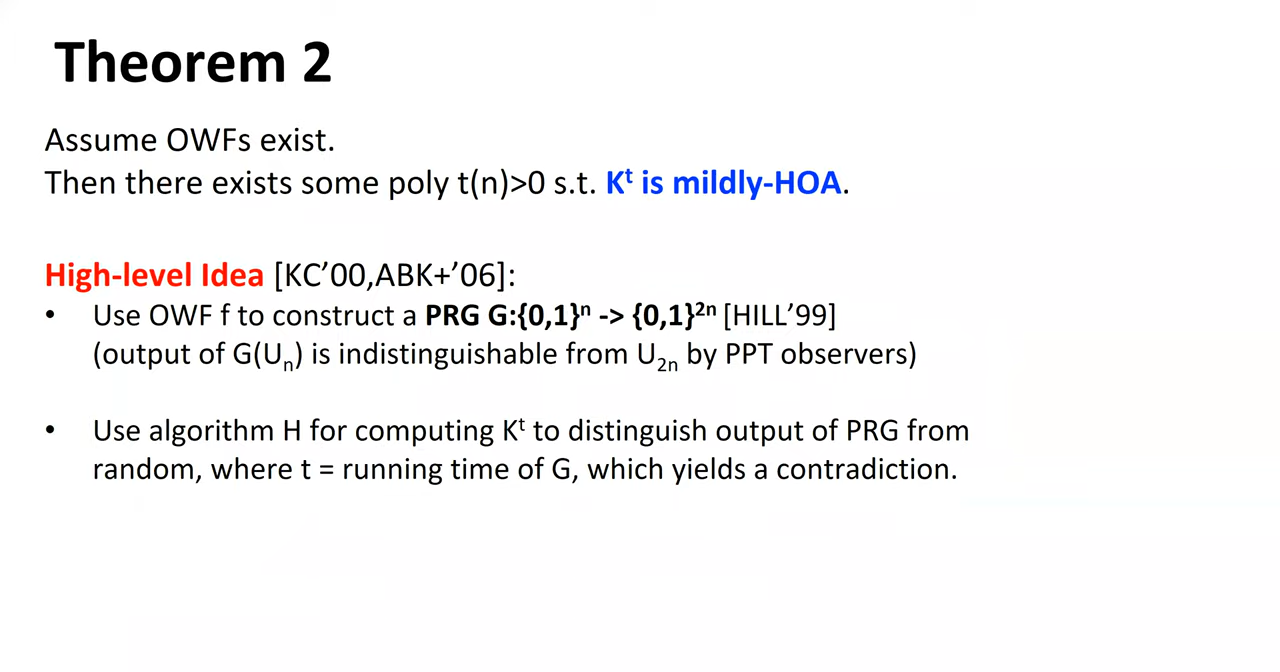 Theorem 2
Assume OWFs exist.
Then there exists some poly t(n)>0 s.t. Kᵗ is mildly-HOA.
High-level Idea [KC’00,ABK+’06]:
• Use OWF f to construct a PRG G:{0,1}ⁿ -> {0,1}²ⁿ [HILL’99]
(output of G(Uₙ) is indistinguishable from U₂ₙ by PPT observers)
• Use algorithm H for computing Kᵗ to distinguish output of PRG from
random, where t = running time of G, which yields a contradiction.